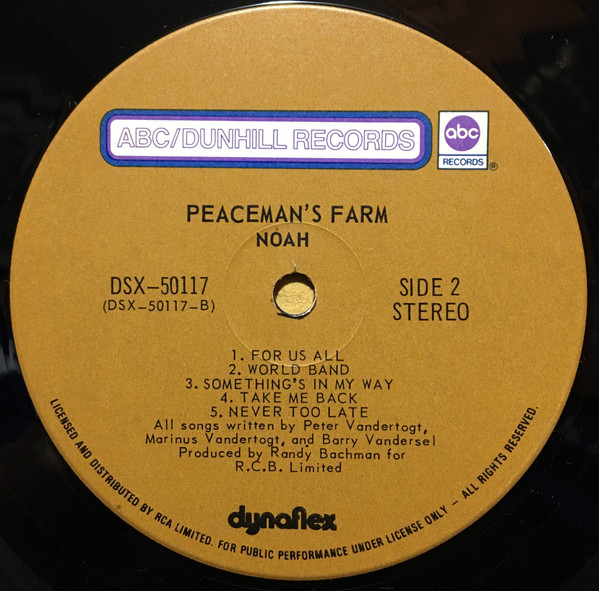 ABC/DUNHILL RECORDS
abc
RECORDS
®
PEACEMAN'S FARM
NOAH
DSX-50117
(DSX-50117-B)
SIDE 2
STEREO
1. FOR US ALL
2. WORLD BAND
3. SOMETHING'S IN MY WAY
4. TAKE ME BACK
5. NEVER TOO LATE
All songs written by Peter Vandertogt,
Marinus Vandertogt, and Barry Vandersel
Produced by Randy Bachman for
R.C.B. Limited
dynaflex
LICENSED AND DISTRIBUTED BY RCA LIMITED. FOR PUBLIC PERFORMANCE UNDER LICENSE ONLY – ALL RIGHTS RESERVED.